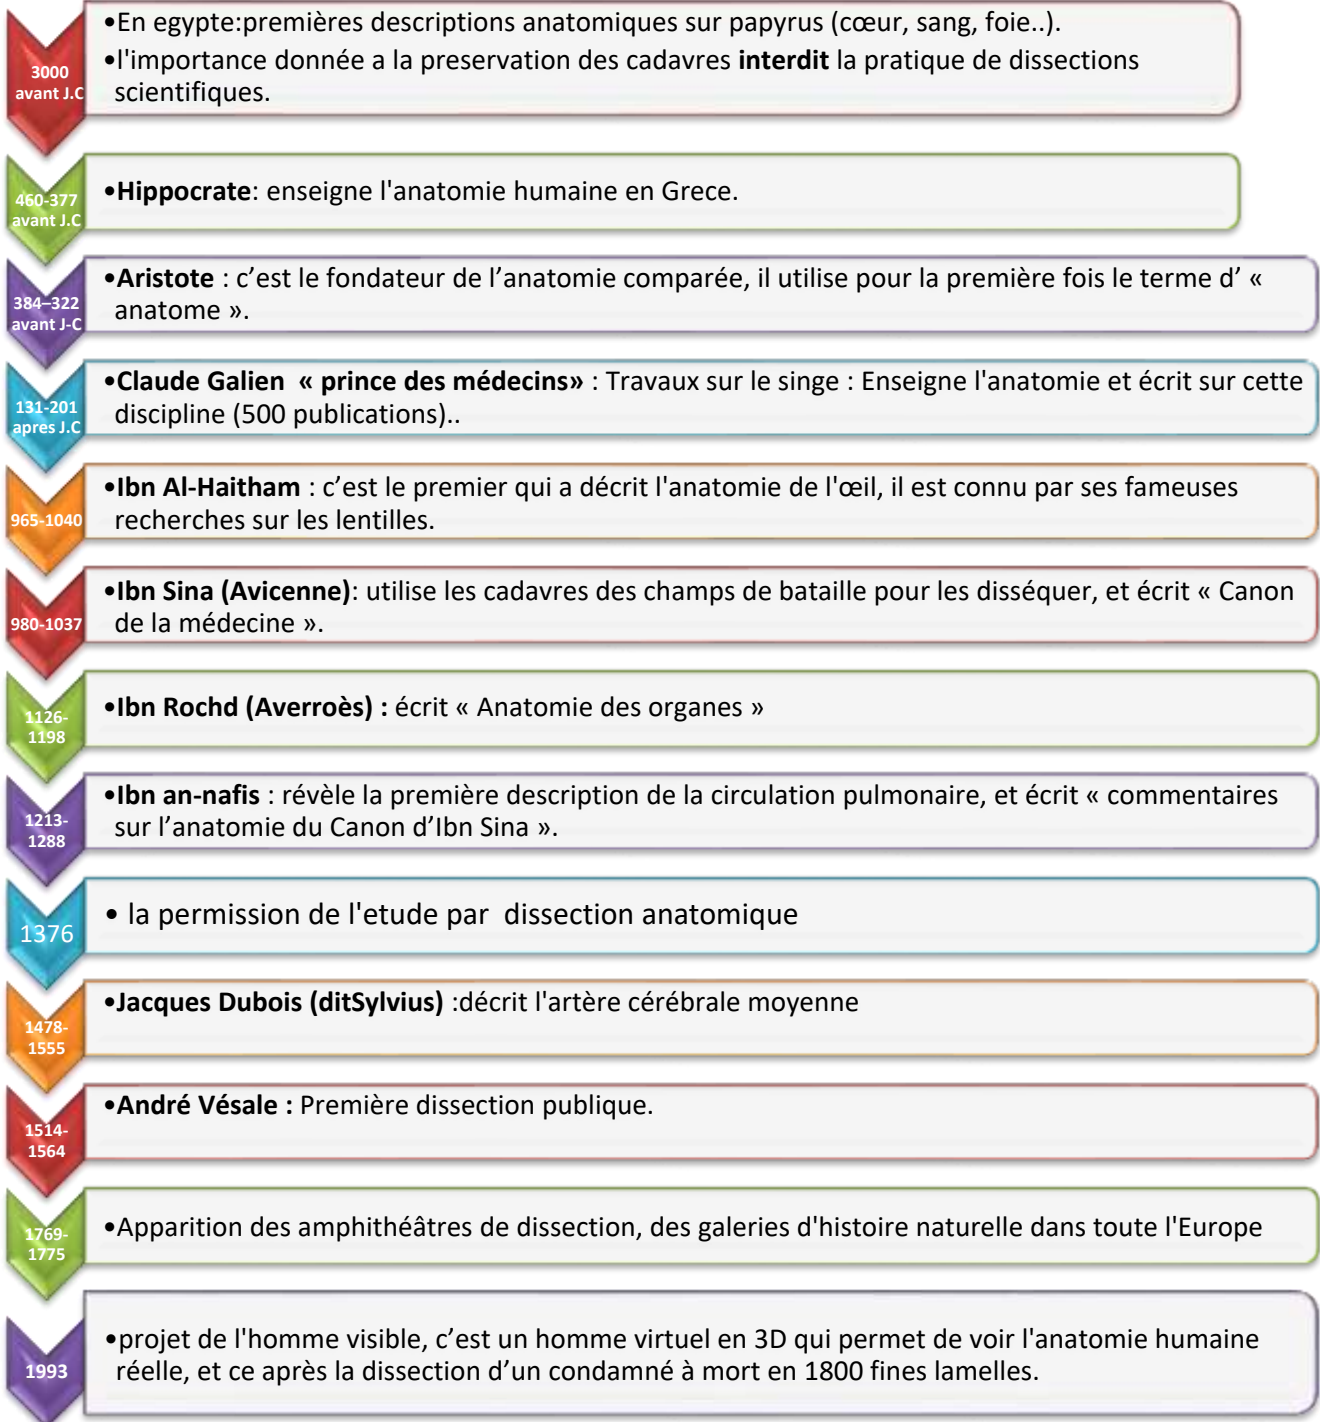 3000
avant J.C
•En egypte:premières descriptions anatomiques sur papyrus (cœur, sang, foie..).
•l'importance donnée a la preservation des cadavres interdit la pratique de dissections
scientifiques.
460-377
avant J.C
•Hippocrate: enseigne l'anatomie humaine en Grece.
384–322
avant J-C
•Aristote : c’est le fondateur de l’anatomie comparée, il utilise pour la première fois le terme d’ «
anatome ».
131-201
apres J.C
•Claude Galien « prince des médecins» : Travaux sur le singe : Enseigne l'anatomie et écrit sur cette
discipline (500 publications)..
965-1040
•Ibn Al-Haitham : c’est le premier qui a décrit l'anatomie de l'œil, il est connu par ses fameuses
recherches sur les lentilles.
980-1037
•Ibn Sina (Avicenne): utilise les cadavres des champs de bataille pour les disséquer, et écrit « Canon
de la médecine ».
1126-
1198
•Ibn Rochd (Averroès) : écrit « Anatomie des organes »
1213-
1288
•Ibn an-nafis : révèle la première description de la circulation pulmonaire, et écrit « commentaires
sur l’anatomie du Canon d’Ibn Sina ».
1376
• la permission de l'etude par dissection anatomique
1478-
1555
•Jacques Dubois (ditSylvius) :décrit l'artère cérébrale moyenne
1514-
1564
•André Vésale : Première dissection publique.
1769-
1775
•Apparition des amphithéâtres de dissection, des galeries d'histoire naturelle dans toute l'Europe
1993
•projet de l'homme visible, c’est un homme virtuel en 3D qui permet de voir l'anatomie humaine
réelle, et ce après la dissection d’un condamné à mort en 1800 fines lamelles.